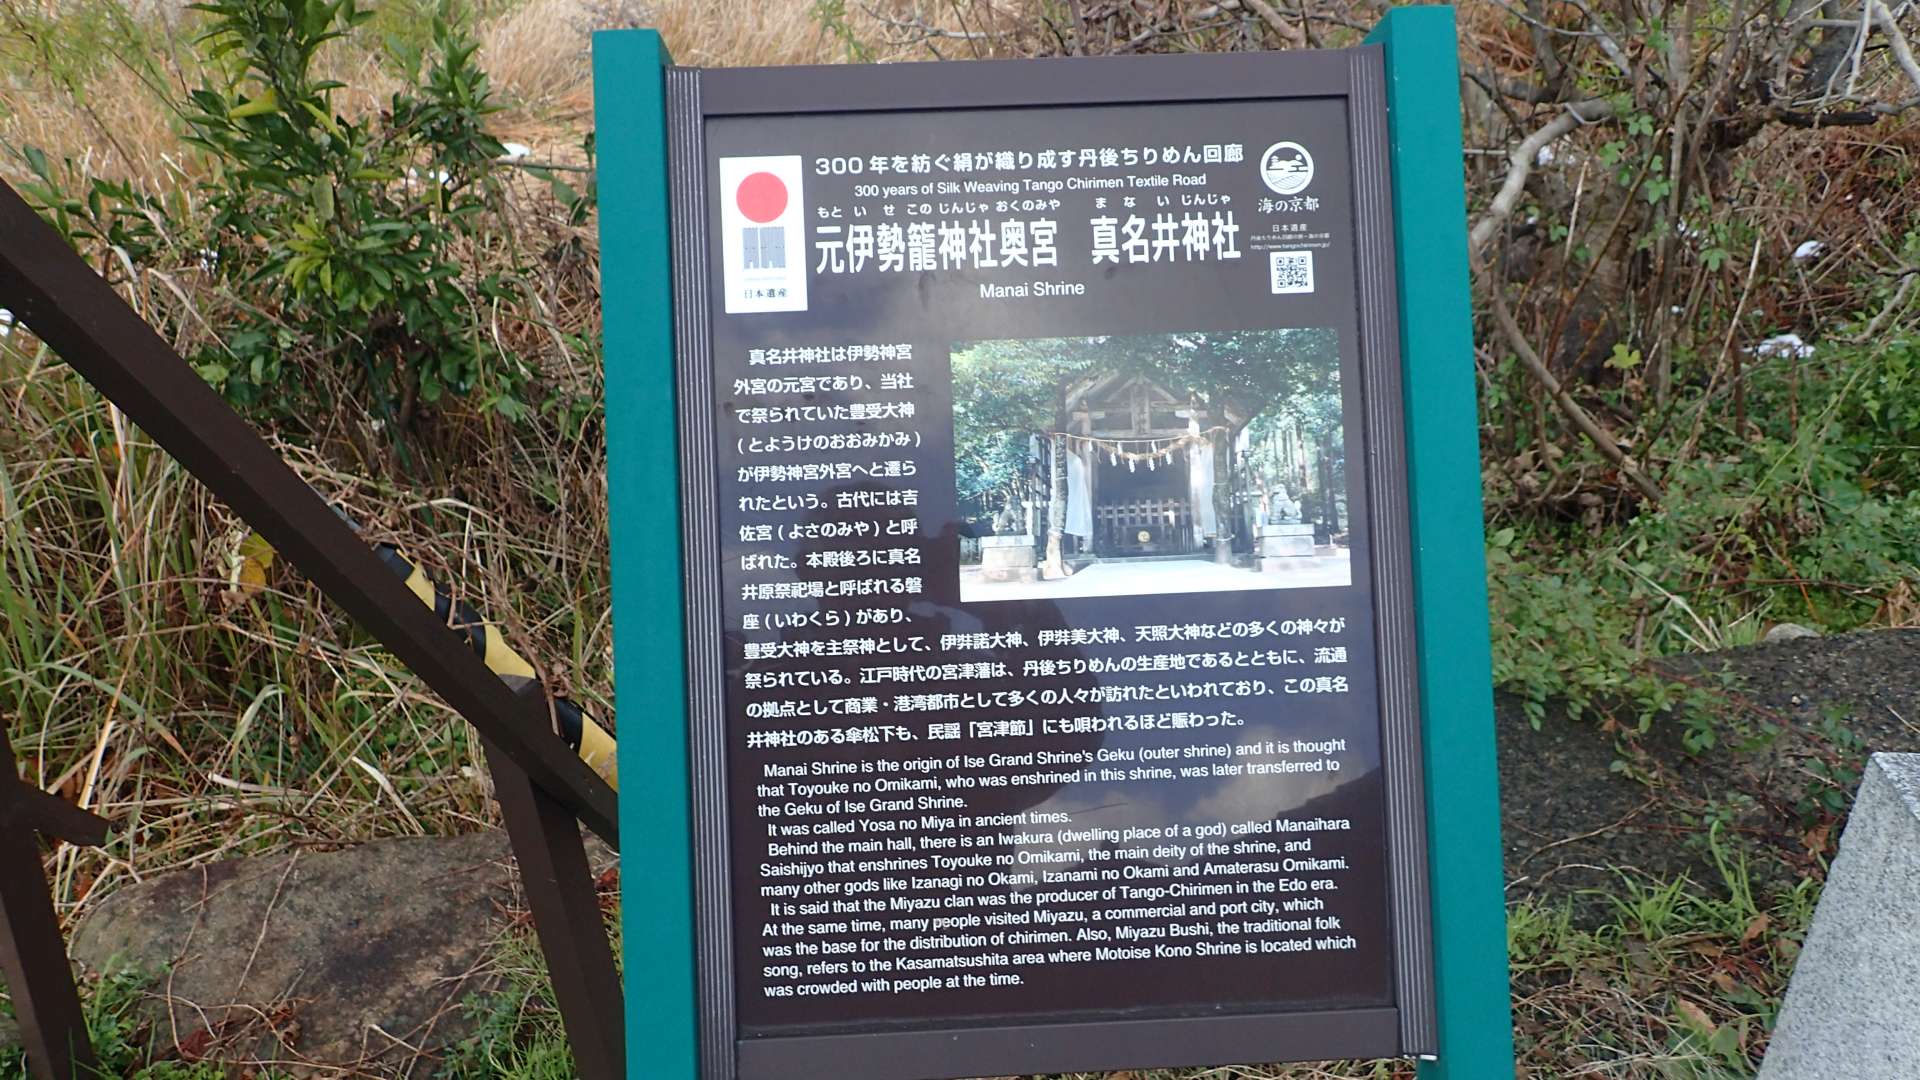 300年を紡ぐ絹が織り成す丹後ちりめん回廊
300 years of Silk Weaving Tango Chirimen Textile Road
もと い せ この じんじゃ おくのみや ま な い じんじゃ
元伊勢籠神社奥宮 真名井神社
Manai Shrine
日本遺産
海の京都
日本遺産
http://www.tangochirimen.jp/
真名井神社は伊勢神宮
外宮の元宮であり、当社
で祭られていた豊受大神
(とようけのおおみかみ)
が伊勢神宮外宮へと遷ら
れたという。古代には吉
佐宮(よさのみや)と呼
ばれた。本殿後ろに真名
井原祭祀場と呼ばれる磐
座(いわくら)があり、
豊受大神を主祭神として、伊弉諾大神、伊弉美大神、天照大神などの多くの神々が
祭られている。江戸時代の宮津藩は、丹後ちりめんの生産地であるとともに、流通
の拠点として商業・港湾都市として多くの人々が訪れたといわれており、この真名
井神社のある傘松下も、民謡「宮津節」にも唄われるほど賑わった。
Manai Shrine is the origin of Ise Grand Shrine's Geku (outer shrine) and it is thought
that Toyouke no Omikami, who was enshrined in this shrine, was later transferred to
the Geku of Ise Grand Shrine.
It was called Yosa no Miya in ancient times.
Behind the main hall, there is an Iwakura (dwelling place of a god) called Manaihara
Saishijyo that enshrines Toyouke no Omikami, the main deity of the shrine, and
many other gods like Izanagi no Okami, Izanami no Okami and Amaterasu Omikami.
It is said that the Miyazu clan was the producer of Tango-Chirimen in the Edo era.
At the same time, many people visited Miyazu, a commercial and port city, which
was the base for the distribution of chirimen. Also, Miyazu Bushi, the traditional folk
song, refers to the Kasamatsushita area where Motoise Kono Shrine is located which
was crowded with people at the time.